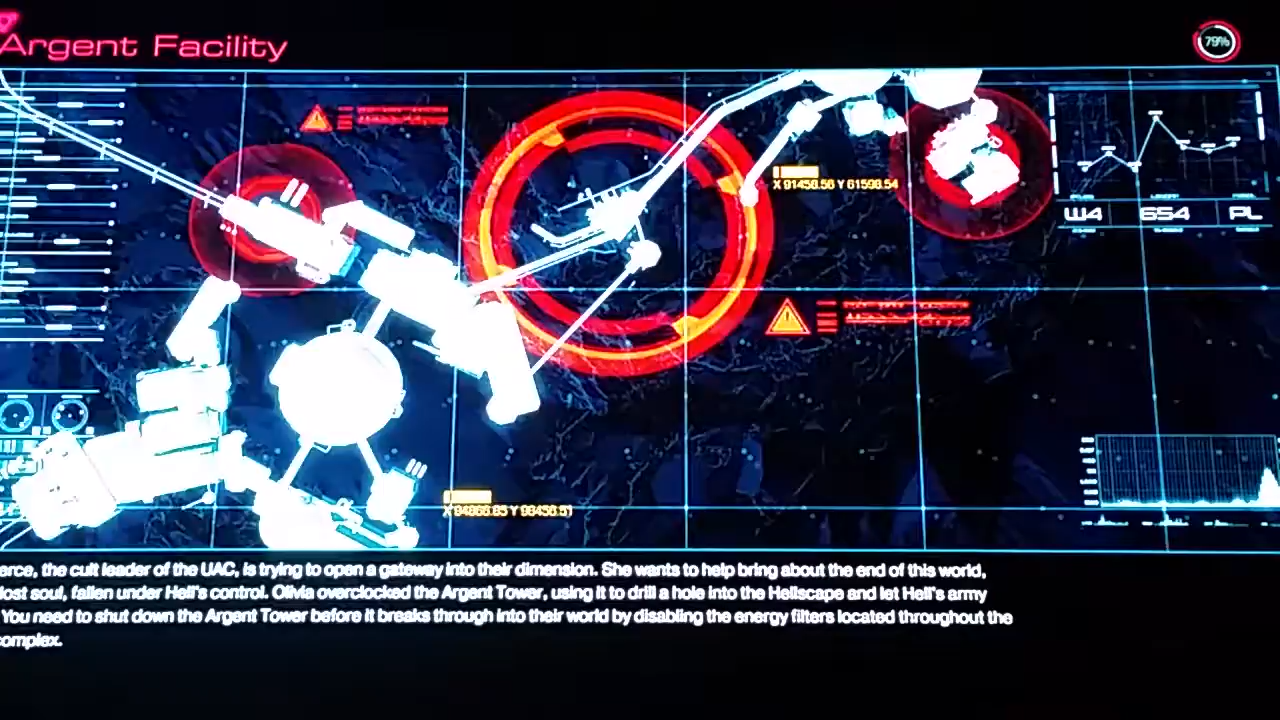 Argent Facility
79%
X 91458.56 Y 61598.54
W4 654 PL
X 94866.85 Y 98456.51
erce, the cult leader of the UAC, is trying to open a gateway into their dimension. She wants to help bring about the end of this world,
lost soul, fallen under Hell's control. Olivia overclocked the Argent Tower, using it to drill a hole into the Hellscape and let Hell's army
You need to shut down the Argent Tower before it breaks through into their world by disabling the energy filters located throughout the
complex.